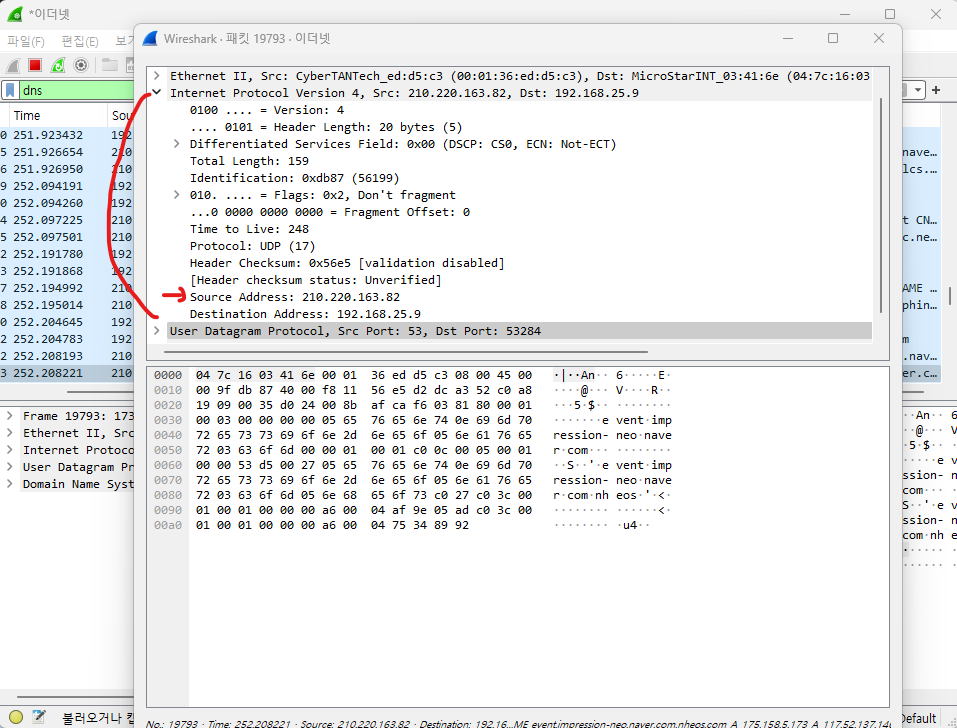 *이더넷
파일(F) 편집(E) 보기
dns
Time Sou
0 251.923432 192
5 251.926654 210
6 251.926950 210
9 252.094191 192
0 252.094260 192
4 252.097225 210
5 252.097501 210
2 252.191780 192
3 252.191868 192
7 252.194992 210
8 252.195014 210
0 252.204645 192
2 252.204783 192
3 252.208193 210
3 252.208221 210
Frame 19793: 173
Ethernet II, Src
Internet Protoco
User Datagram Pr
Domain Name Syst
Wireshark · 패킷 19793 · 이더넷
Ethernet II, Src: CyberTANTech_ed:d5:c3 (00:01:36:ed:d5:c3), Dst: MicroStarINT_03:41:6e (04:7c:16:03
Internet Protocol Version 4, Src: 210.220.163.82, Dst: 192.168.25.9
0100 .... = Version: 4
.... 0101 = Header Length: 20 bytes (5)
Differentiated Services Field: 0x00 (DSCP: CS0, ECN: Not-ECT)
Total Length: 159
Identification: 0xdb87 (56199)
010. .... = Flags: 0x2, Don't fragment
...0 0000 0000 0000 = Fragment Offset: 0
Time to Live: 248
Protocol: UDP (17)
Header Checksum: 0x56e5 [validation disabled]
[Header checksum status: Unverified]
Source Address: 210.220.163.82
Destination Address: 192.168.25.9
User Datagram Protocol, Src Port: 53, Dst Port: 53284
0000 04 7c 16 03 41 6e 00 01 36 ed d5 c3 08 00 45 00 ·|··An·· 6·····E·
0010 00 9f db 87 40 00 f8 11 56 e5 d2 dc a3 52 c0 a8 ····@··· V····R··
0020 19 09 00 35 d0 24 00 8b af ca f6 03 81 80 00 01 ···5·$·· ········
0030 00 03 00 00 00 00 05 65 76 65 6e 74 0e 69 6d 70 ·······e vent·imp
0040 72 65 73 73 69 6f 6e 2d 6e 65 6f 05 6e 61 76 65 ression- neo·nave
0050 72 03 63 6f 6d 00 00 01 00 01 c0 0c 00 05 00 01 r·com··· ········
0060 00 00 53 d5 00 27 05 65 76 65 6e 74 0e 69 6d 70 ··S··'·e vent·imp
0070 72 65 73 73 69 6f 6e 2d 6e 65 6f 05 6e 61 76 65 ression- neo·nave
0080 72 03 63 6f 6d 05 6e 68 65 6f 73 c0 27 c0 3c 00 r·com·nh eos·'·<·
0090 01 00 01 00 00 00 a6 00 04 af 9e 05 ad c0 3c 00 ········ ······<·
00a0 01 00 01 00 00 00 a6 00 04 75 34 89 92 ········ ·u4··
No.: 19793 · Time: 252.208221 · Source: 210.220.163.82 · Destination: 192.16…ME event.impression-neo.naver.com.nheos.com A 175.158.5.173 A 117.52.137.146
nave…
lcs.…
t CN…
c.ne…
AME …
phin…
m
.nav…
er.c…
··An·· 6
··@··· V
·5·$··
·····e v
ssion- n
com···
S··'·e v
ssion- n
com·nh e
불러오거나 캡
Default